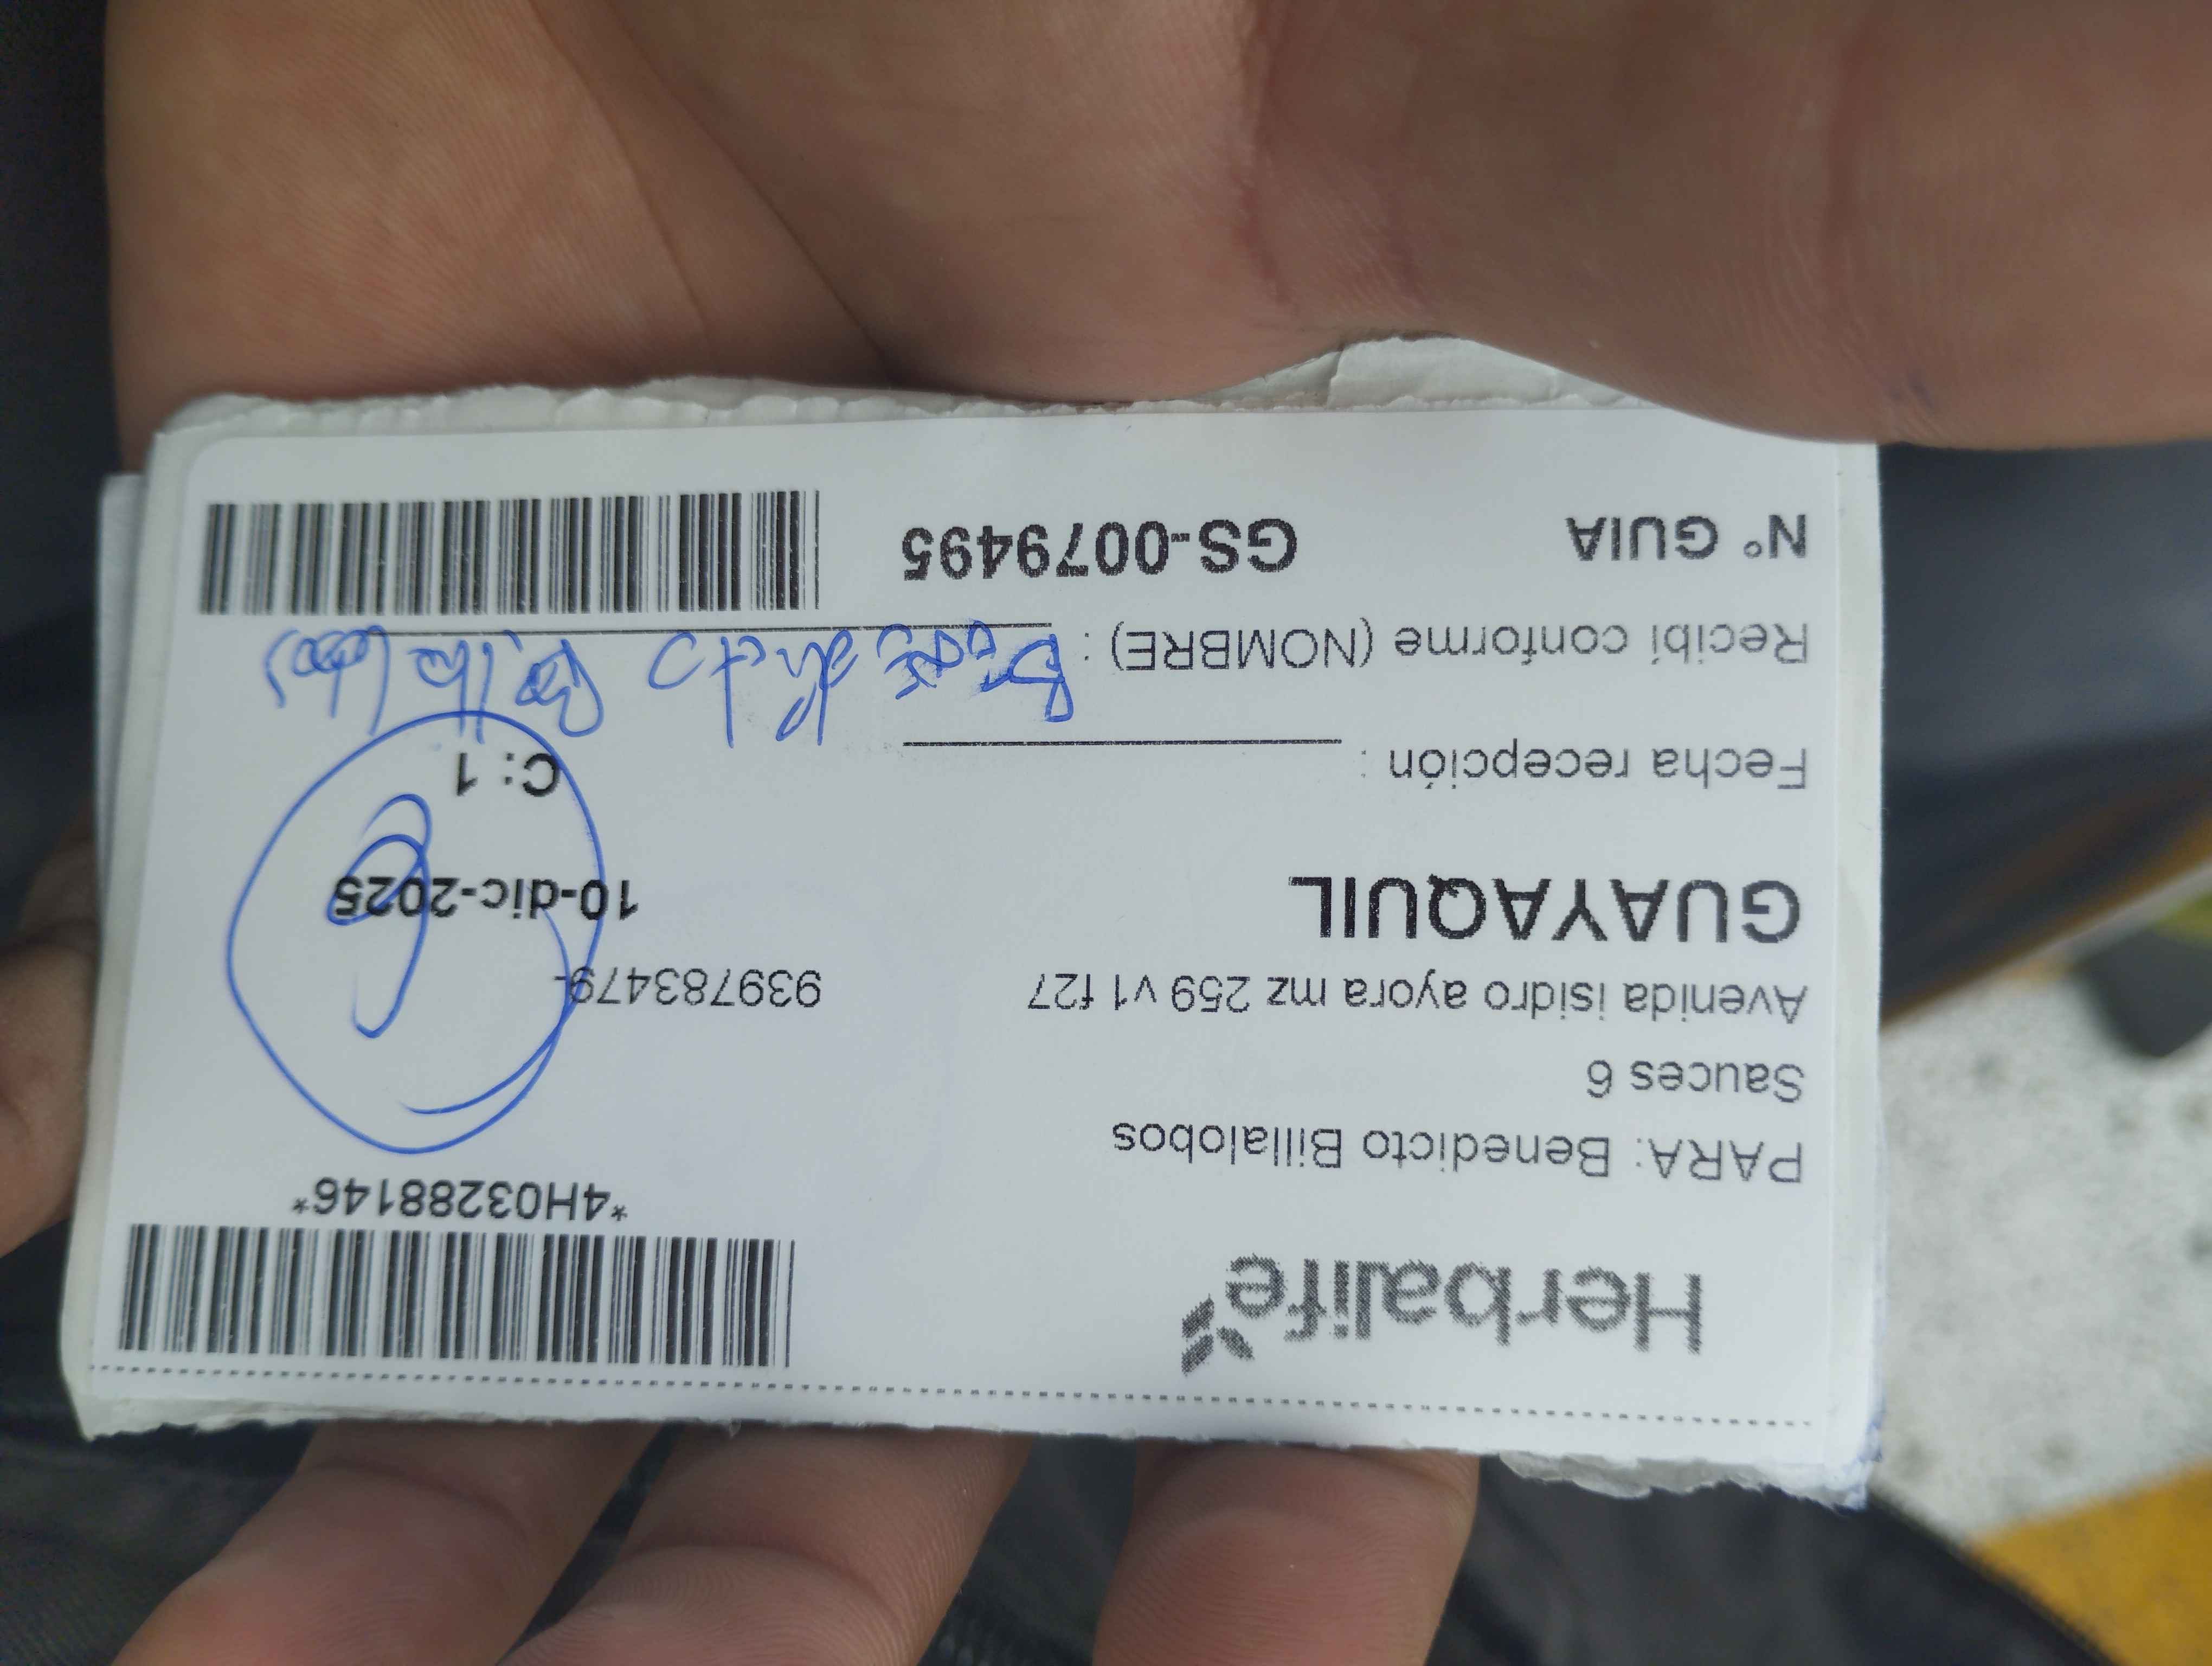 Herbalife
*4H03288146*
PARA: Benedicto Billalobos
Sauces 6
Avenida isidro ayora mz 259 v1 f27 939783479-
GUAYAQUIL 10-dic-2025
Fecha recepción : C: 1
Recibí conforme (NOMBRE) :
N° GUIA GS-0079495